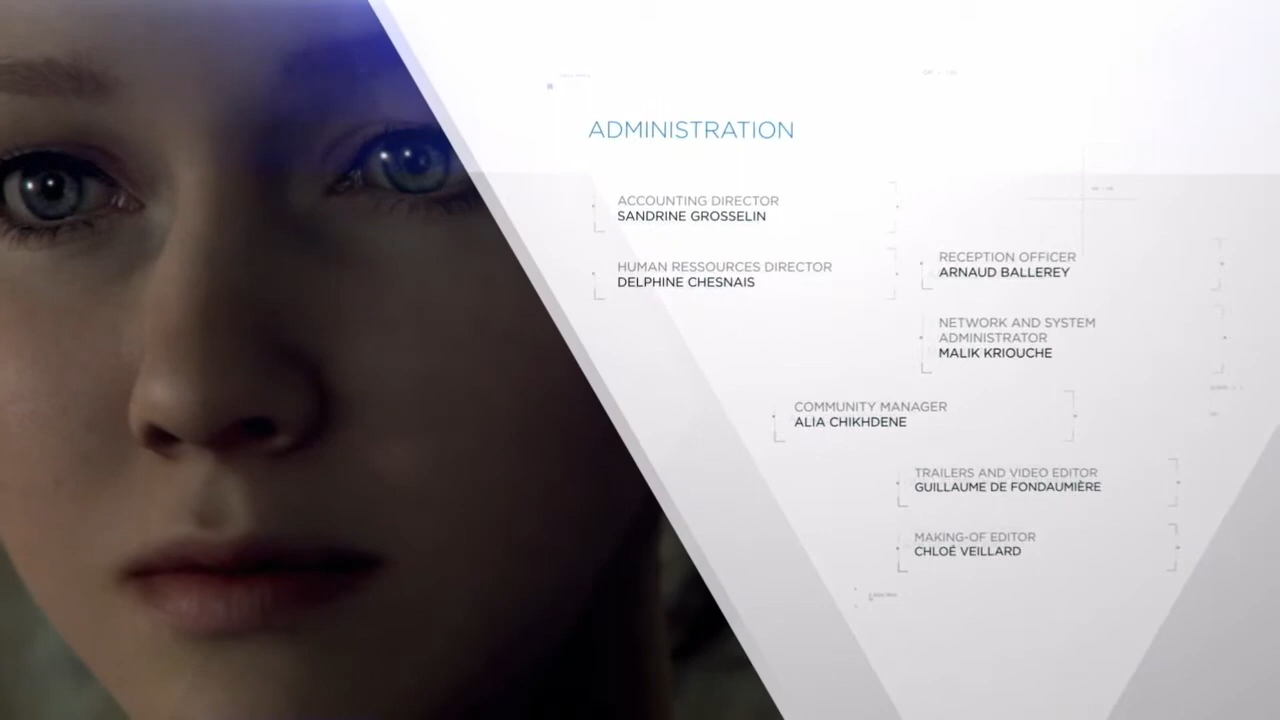 ADMINISTRATION
ACCOUNTING DIRECTOR
SANDRINE GROSSELIN
HUMAN RESSOURCES DIRECTOR
DELPHINE CHESNAIS
RECEPTION OFFICER
ARNAUD BALLEREY
NETWORK AND SYSTEM
ADMINISTRATOR
MALIK KRIOUCHE
COMMUNITY MANAGER
ALIA CHIKHDENE
TRAILERS AND VIDEO EDITOR
GUILLAUME DE FONDAUMIÈRE
MAKING-OF EDITOR
CHLOÉ VEILLARD